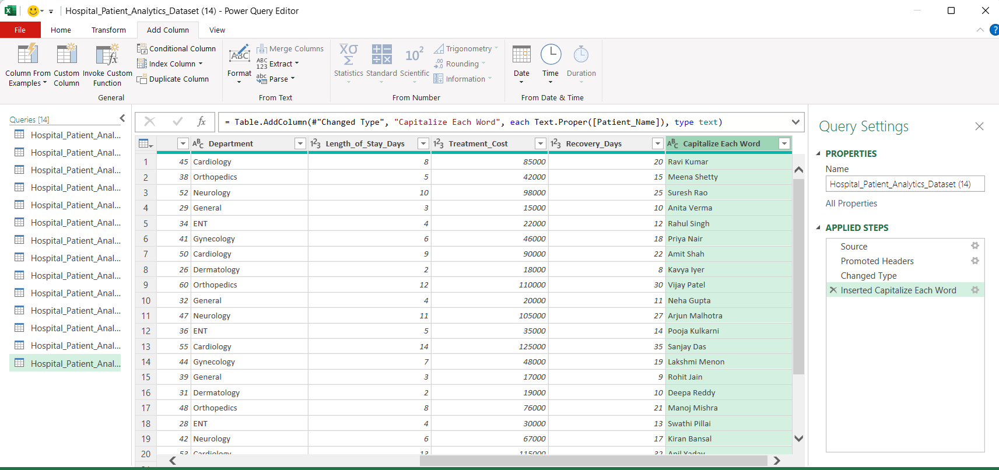 Hospital_Patient_Analytics_Dataset (14) - Power Query Editor
File Home Transform Add Column View
Column From Examples
Custom Column
Invoke Custom Function
Conditional Column
Index Column
Duplicate Column
General
Format
Merge Columns
Extract
Parse
From Text
Statistics
Standard
Scientific
Trigonometry
Rounding
Information
From Number
Date
Time
Duration
From Date & Time
Queries [14]
Hospital_Patient_Anal...
Hospital_Patient_Anal...
Hospital_Patient_Anal...
Hospital_Patient_Anal...
Hospital_Patient_Anal...
Hospital_Patient_Anal...
Hospital_Patient_Anal...
Hospital_Patient_Anal...
Hospital_Patient_Anal...
Hospital_Patient_Anal...
Hospital_Patient_Anal...
Hospital_Patient_Anal...
Hospital_Patient_Anal...
Hospital_Patient_Anal...
fx = Table.AddColumn(#"Changed Type", "Capitalize Each Word", each Text.Proper([Patient_Name]), type text)
ABC Department 123 Length_of_Stay_Days 123 Treatment_Cost 123 Recovery_Days ABC Capitalize Each Word
1 45 Cardiology 8 85000 20 Ravi Kumar
2 38 Orthopedics 5 42000 15 Meena Shetty
3 52 Neurology 10 98000 25 Suresh Rao
4 29 General 3 15000 10 Anita Verma
5 34 ENT 4 22000 12 Rahul Singh
6 41 Gynecology 6 46000 18 Priya Nair
7 50 Cardiology 9 90000 22 Amit Shah
8 26 Dermatology 2 18000 8 Kavya Iyer
9 60 Orthopedics 12 110000 30 Vijay Patel
10 32 General 4 20000 11 Neha Gupta
11 47 Neurology 11 105000 27 Arjun Malhotra
12 36 ENT 5 35000 14 Pooja Kulkarni
13 55 Cardiology 14 125000 35 Sanjay Das
14 44 Gynecology 7 48000 19 Lakshmi Menon
15 39 General 3 17000 9 Rohit Jain
16 31 Dermatology 2 19000 10 Deepa Reddy
17 48 Orthopedics 8 76000 21 Manoj Mishra
18 28 ENT 4 30000 13 Swathi Pillai
19 42 Neurology 6 67000 17 Kiran Bansal
20 53 Cardiology 13 115000 32 Anil Yadav
Query Settings
PROPERTIES
Name
Hospital_Patient_Analytics_Dataset (14)
All Properties
APPLIED STEPS
Source
Promoted Headers
Changed Type
Inserted Capitalize Each Word